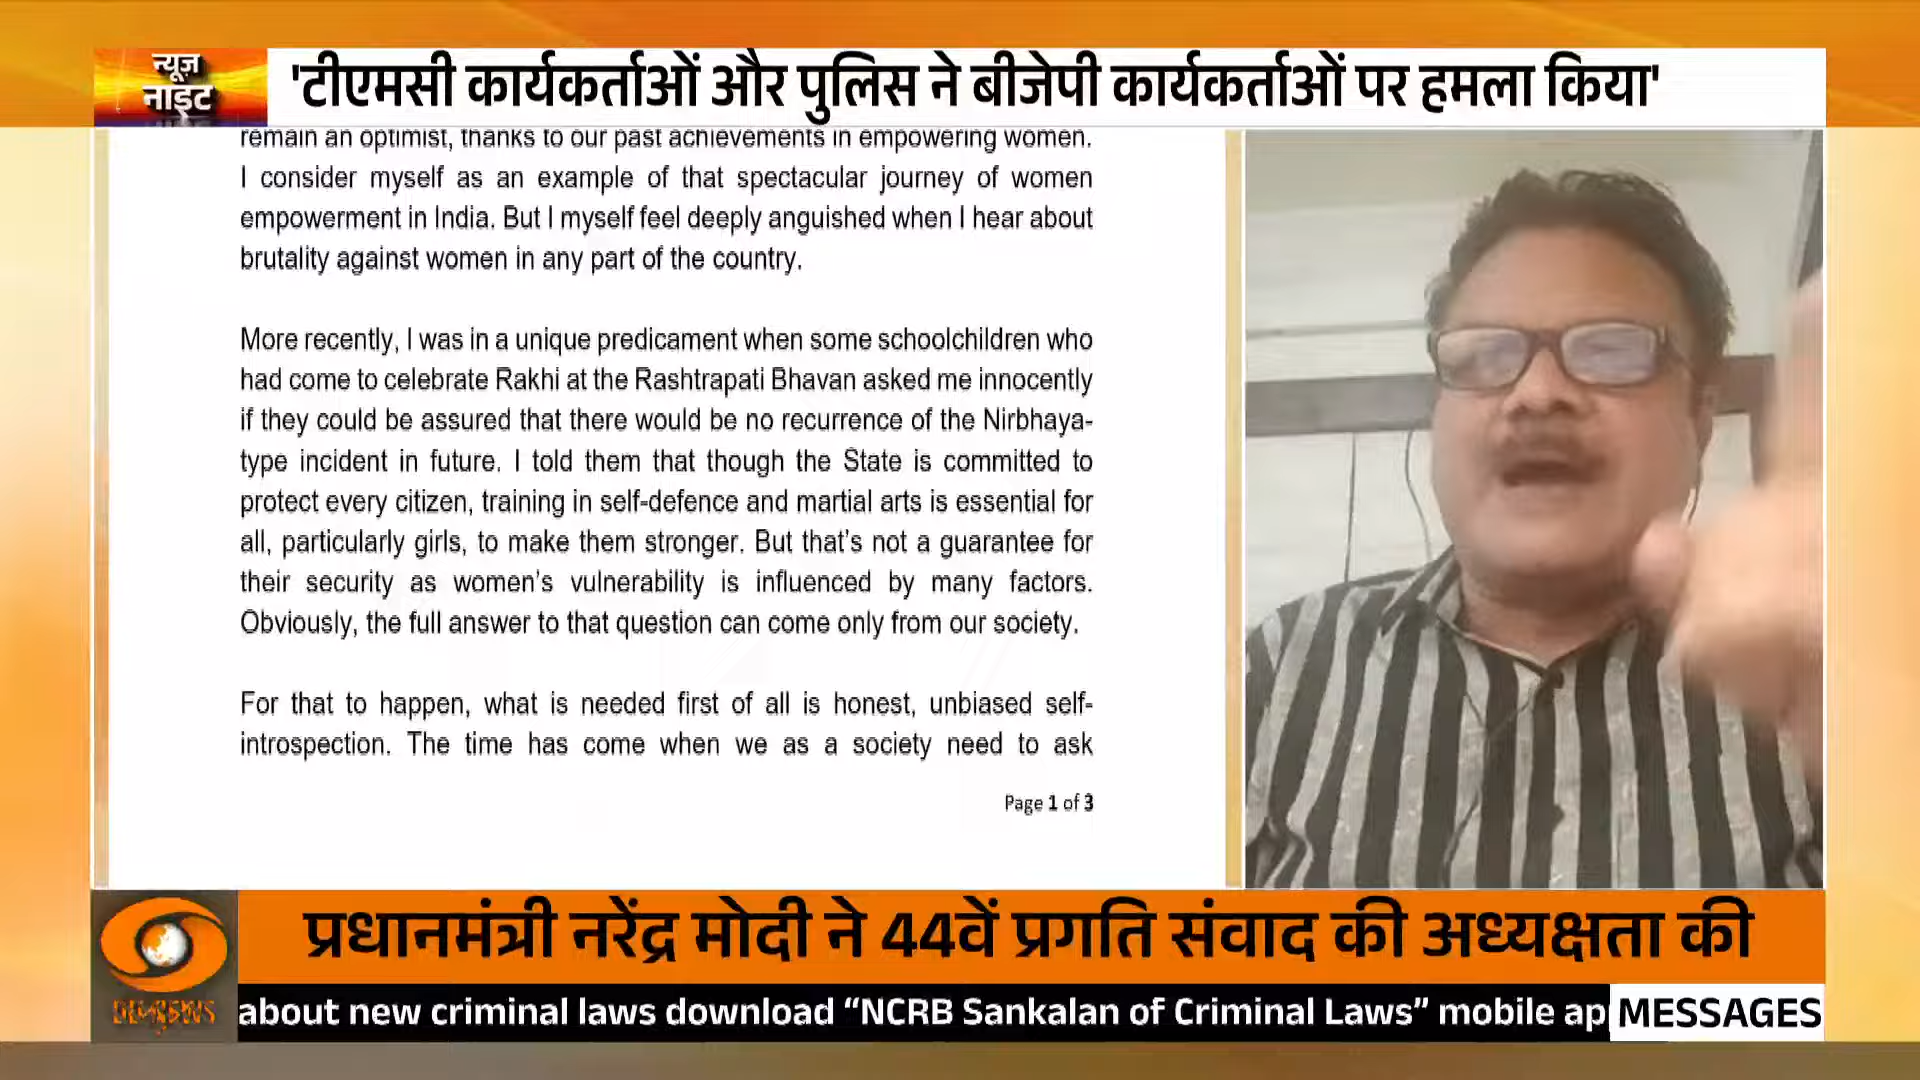 न्यूज़
नाइट
'टीएमसी कार्यकर्ताओं और पुलिस ने बीजेपी कार्यकर्ताओं पर हमला किया'
remain an optimist, thanks to our past achievements in empowering women.
I consider myself as an example of that spectacular journey of women
empowerment in India. But I myself feel deeply anguished when I hear about
brutality against women in any part of the country.
More recently, I was in a unique predicament when some schoolchildren who
had come to celebrate Rakhi at the Rashtrapati Bhavan asked me innocently
if they could be assured that there would be no recurrence of the Nirbhaya-
type incident in future. I told them that though the State is committed to
protect every citizen, training in self-defence and martial arts is essential for
all, particularly girls, to make them stronger. But that's not a guarantee for
their security as women's vulnerability is influenced by many factors.
Obviously, the full answer to that question can come only from our society.
For that to happen, what is needed first of all is honest, unbiased self-
introspection. The time has come when we as a society need to ask
Page 1 of 3
प्रधानमंत्री नरेंद्र मोदी ने 44वें प्रगति संवाद की अध्यक्षता की
about new criminal laws download “NCRB Sankalan of Criminal Laws” mobile ap
MESSAGES